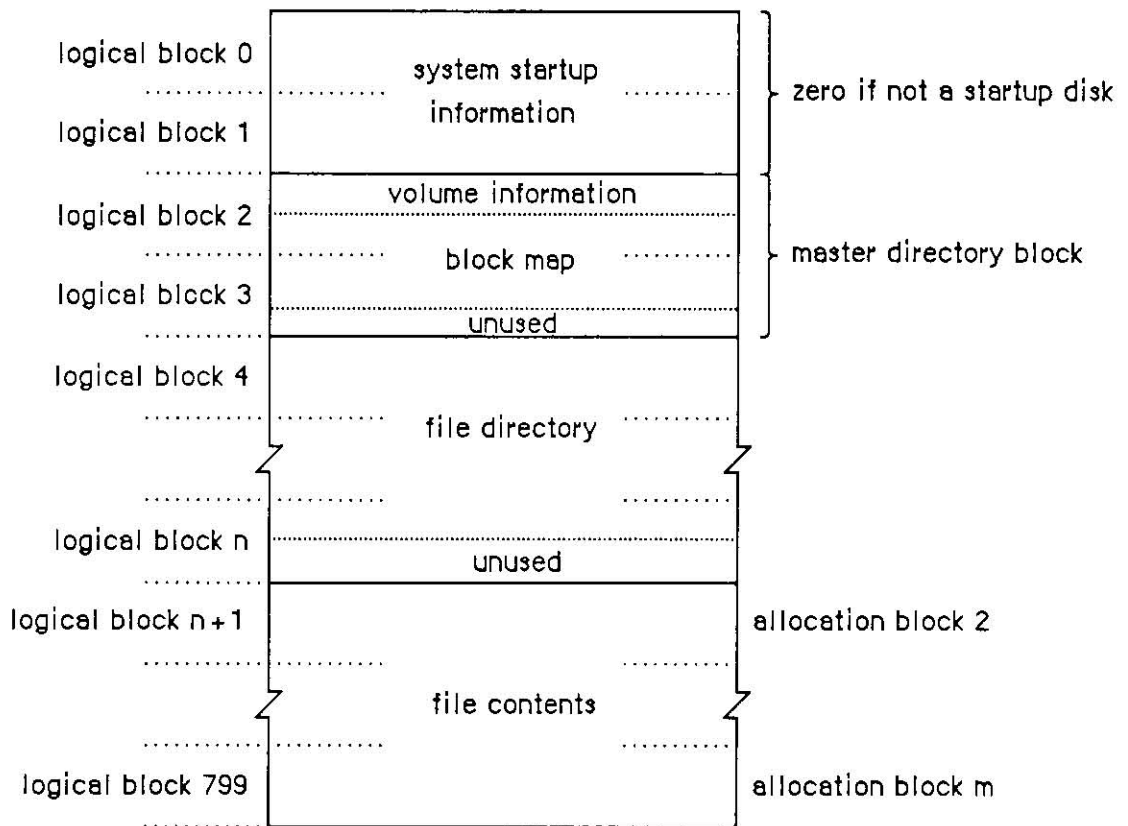 logical block 0
system startup
information
zero if not a startup disk
logical block 1
volume information
logical block 2
block map
master directory block
logical block 3
unused
logical block 4
file directory
logical block n
unused
logical block n+1
allocation block 2
file contents
logical block 799
allocation block m